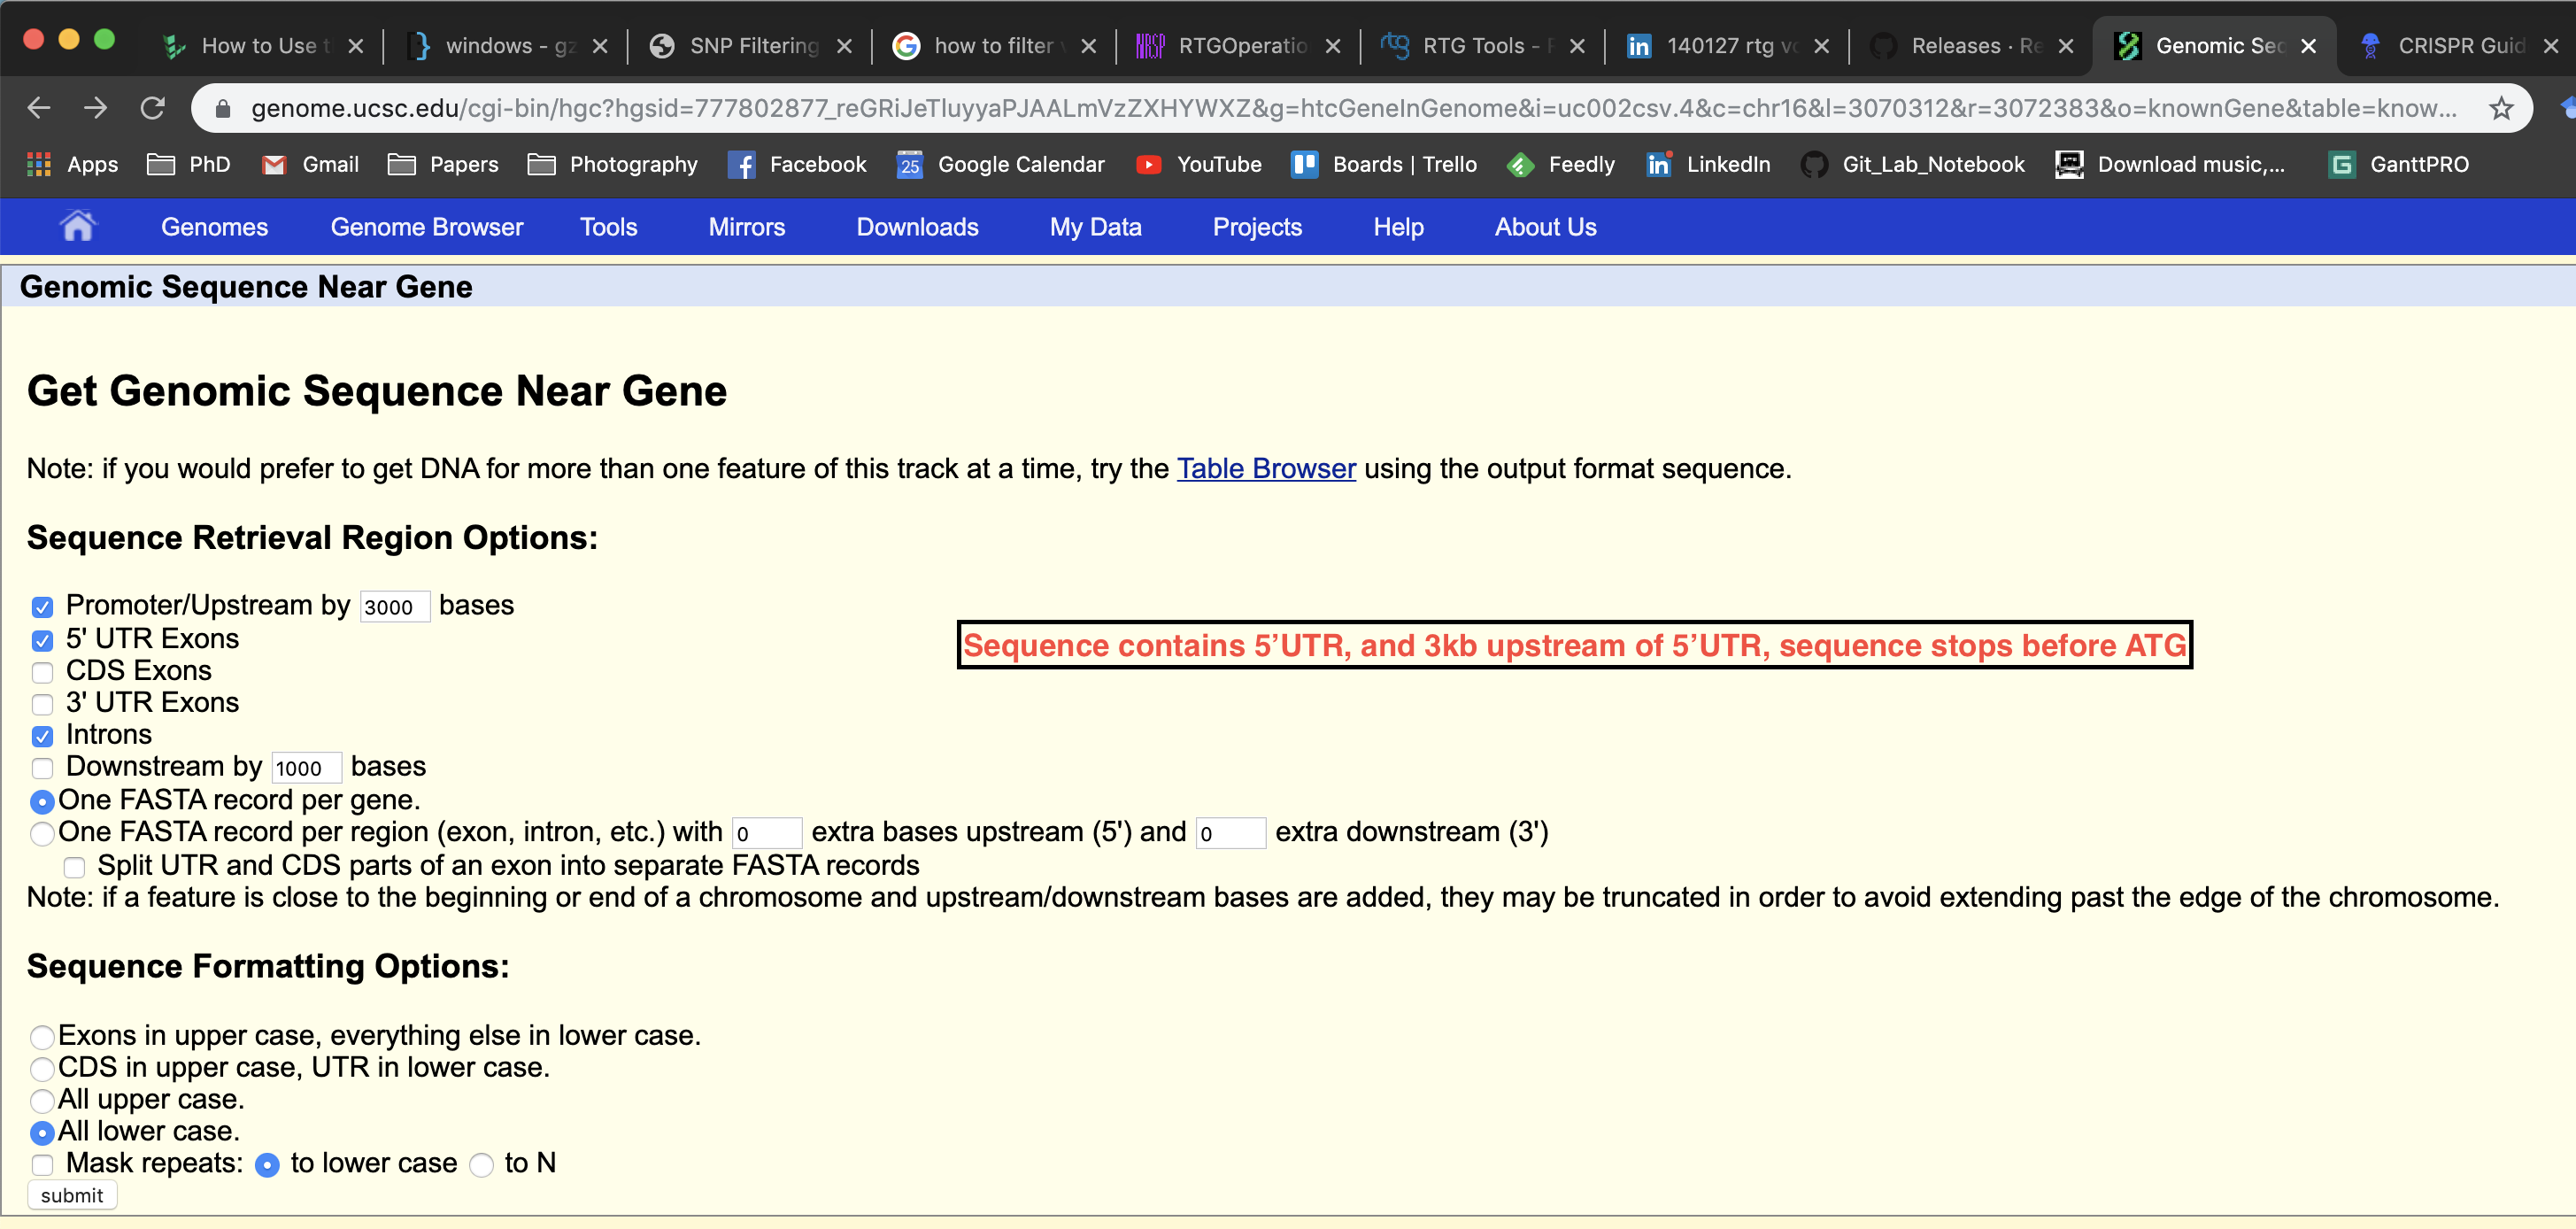 How to Use t
windows - gz
SNP Filtering
how to filter
RTGOperatio
RTG Tools -
140127 rtg vc
Releases · Re
Genomic Sec
CRISPR Guid
genome.ucsc.edu/cgi-bin/hgc?hgsid=777802877_reGRiJeTluyyaPJAALmVzZXHYWXZ&g=htcGeneInGenome&i=uc002csv.4&c=chr16&l=3070312&r=3072383&o=knownGene&table=know...
Apps PhD Gmail Papers Photography Facebook 25 Google Calendar YouTube Boards | Trello Feedly LinkedIn Git_Lab_Notebook Download music,... GanttPRO
Genomes Genome Browser Tools Mirrors Downloads My Data Projects Help About Us
Genomic Sequence Near Gene
Get Genomic Sequence Near Gene
Note: if you would prefer to get DNA for more than one feature of this track at a time, try the Table Browser using the output format sequence.
Sequence Retrieval Region Options:
Promoter/Upstream by 3000 bases
5' UTR Exons
Sequence contains 5’UTR, and 3kb upstream of 5’UTR, sequence stops before ATG
CDS Exons
3' UTR Exons
Introns
Downstream by 1000 bases
One FASTA record per gene.
One FASTA record per region (exon, intron, etc.) with 0 extra bases upstream (5') and 0 extra downstream (3')
Split UTR and CDS parts of an exon into separate FASTA records
Note: if a feature is close to the beginning or end of a chromosome and upstream/downstream bases are added, they may be truncated in order to avoid extending past the edge of the chromosome.
Sequence Formatting Options:
Exons in upper case, everything else in lower case.
CDS in upper case, UTR in lower case.
All upper case.
All lower case.
Mask repeats: to lower case to N
submit